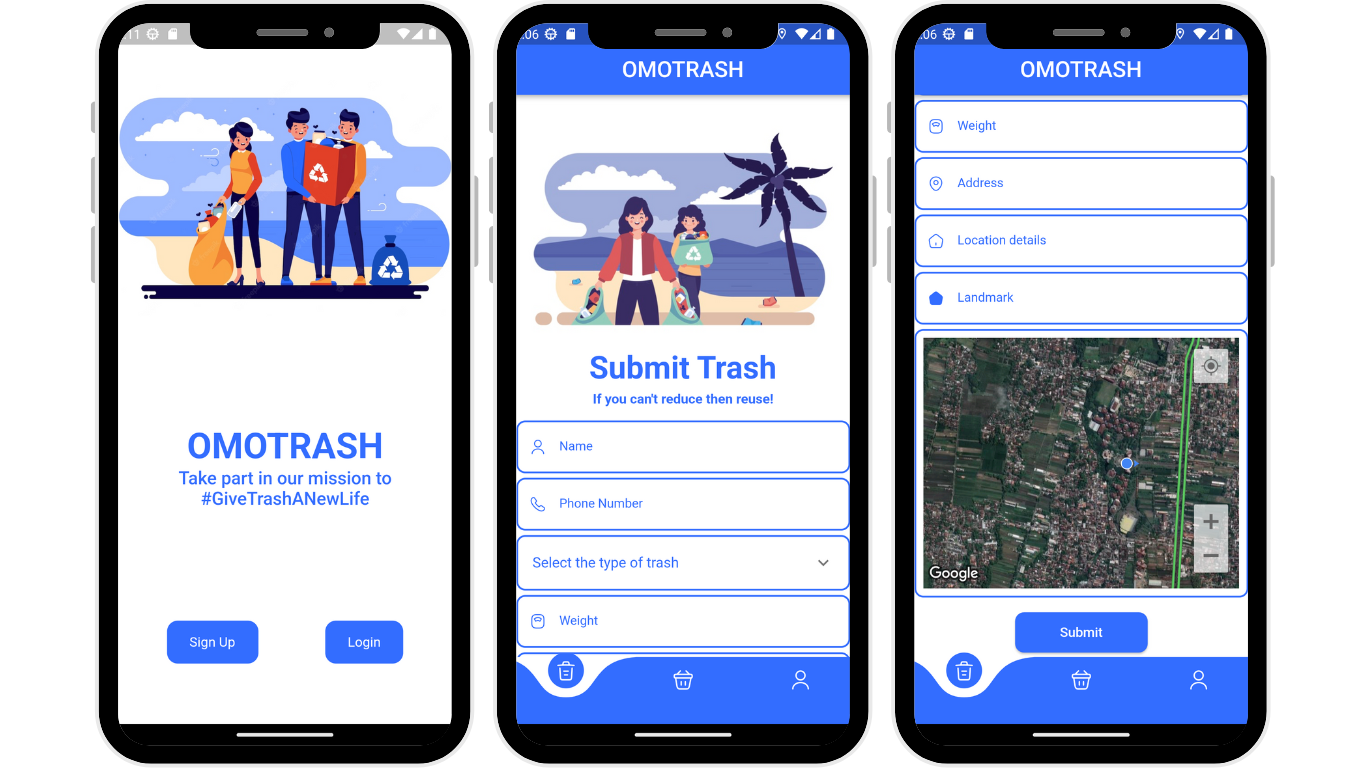 11
OMOTRASH
Take part in our mission to
#GiveTrashANewLife
Sign Up
Login
:06
OMOTRASH
Submit Trash
If you can't reduce then reuse!
Name
Phone Number
Select the type of trash
Weight
:06
OMOTRASH
Weight
Address
Location details
Landmark
+
−
Google
Submit